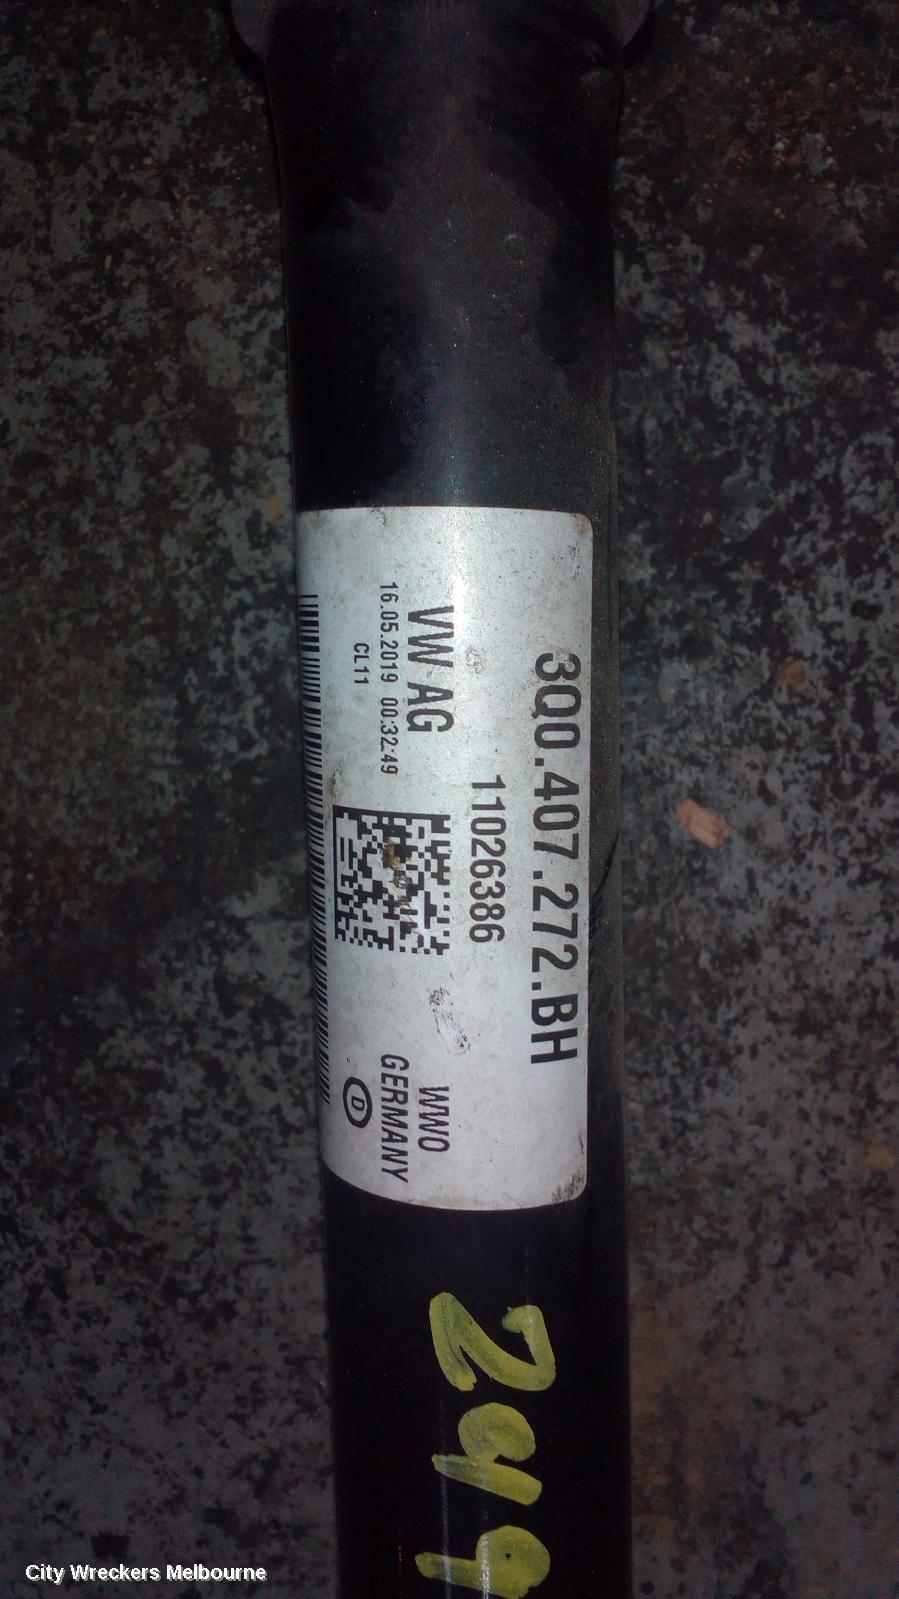 3Q0.407.272.BH
11026386
VW AG
16.05.2019 00:32:49
CL11
WWO
GERMANY
D
299
City Wreckers Melbourne